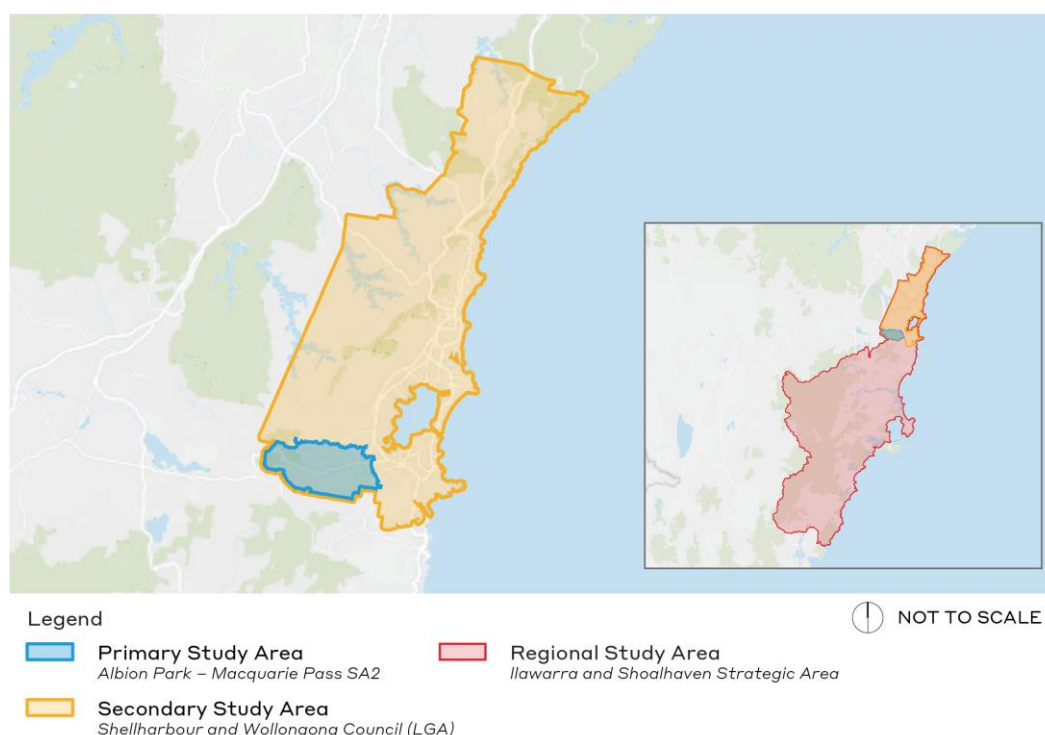 Legend
NOT TO SCALE
Primary Study Area
Albion Park – Macquarie Pass SA2
Regional Study Area
Ilawarra and Shoalhaven Strategic Area
Secondary Study Area
Shellharbour and Wollongong Council (LGA)